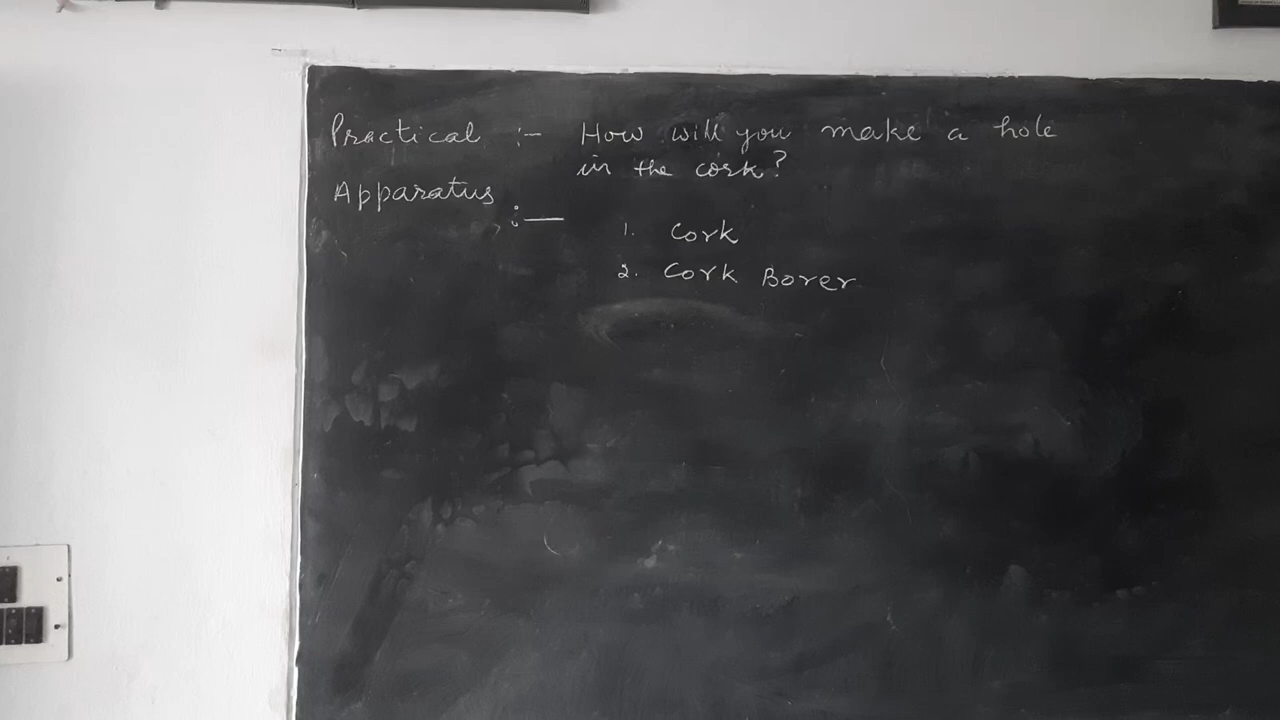 Practical :- How will you make a hole
in the cork?
Apparatus :-
1. Cork
2. Cork Borer